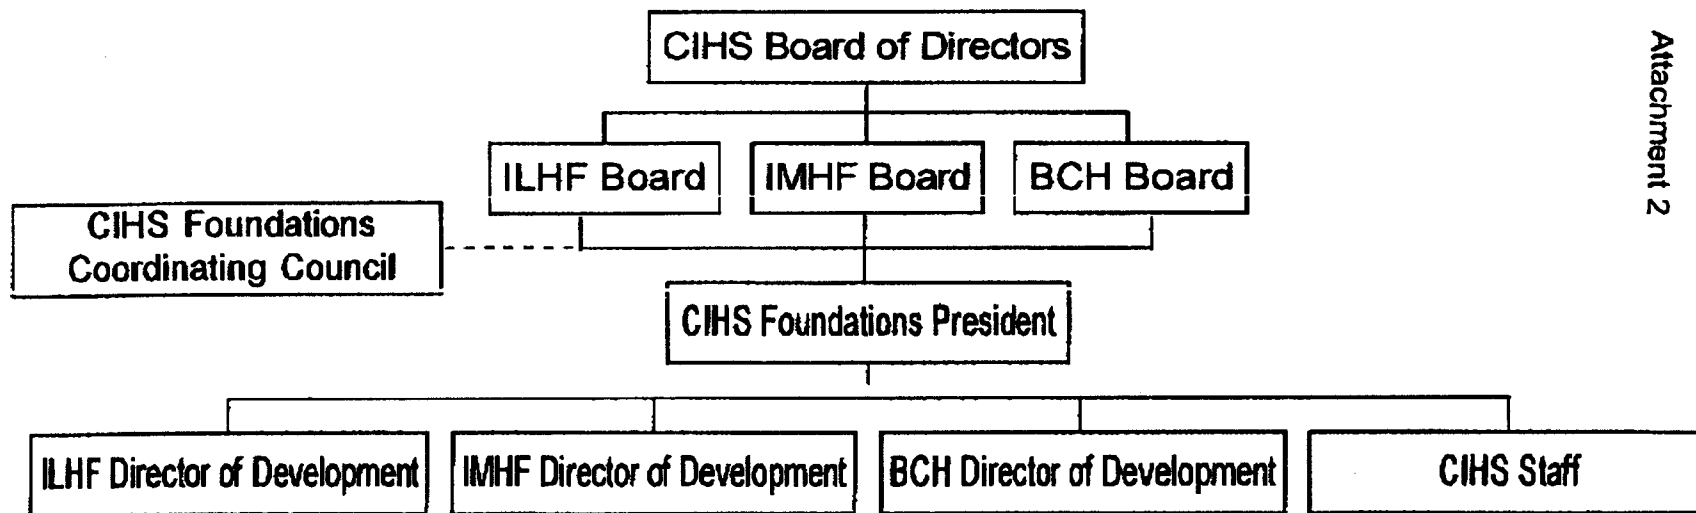 Attachment 2
CIHS Board of Directors
ILHF Board
IMHF Board
BCH Board
CIHS Foundations
Coordinating Council
CIHS Foundations President
ILHF Director of Development
IMHF Director of Development
BCH Director of Development
CIHS Staff